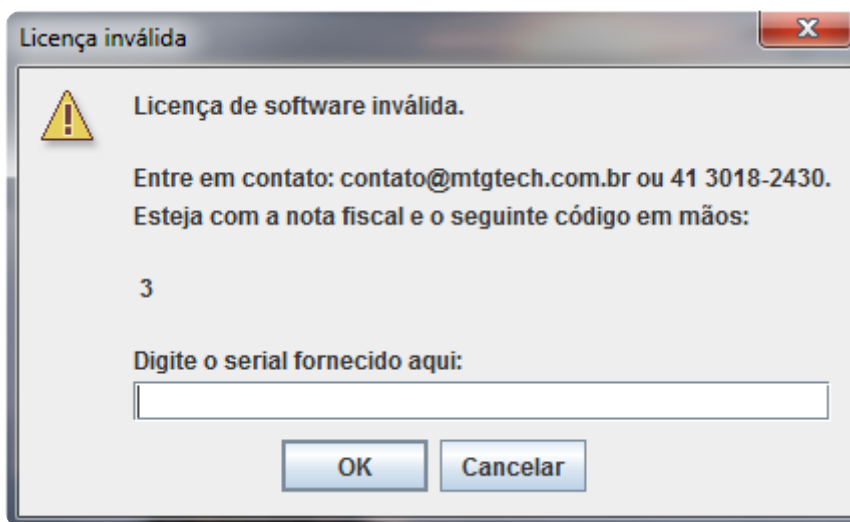 Licença inválida
Licença de software inválida.
Entre em contato: contato@mtgtech.com.br ou 41 3018-2430.
Esteja com a nota fiscal e o seguinte código em mãos:
3
Digite o serial fornecido aqui:
OK
Cancelar